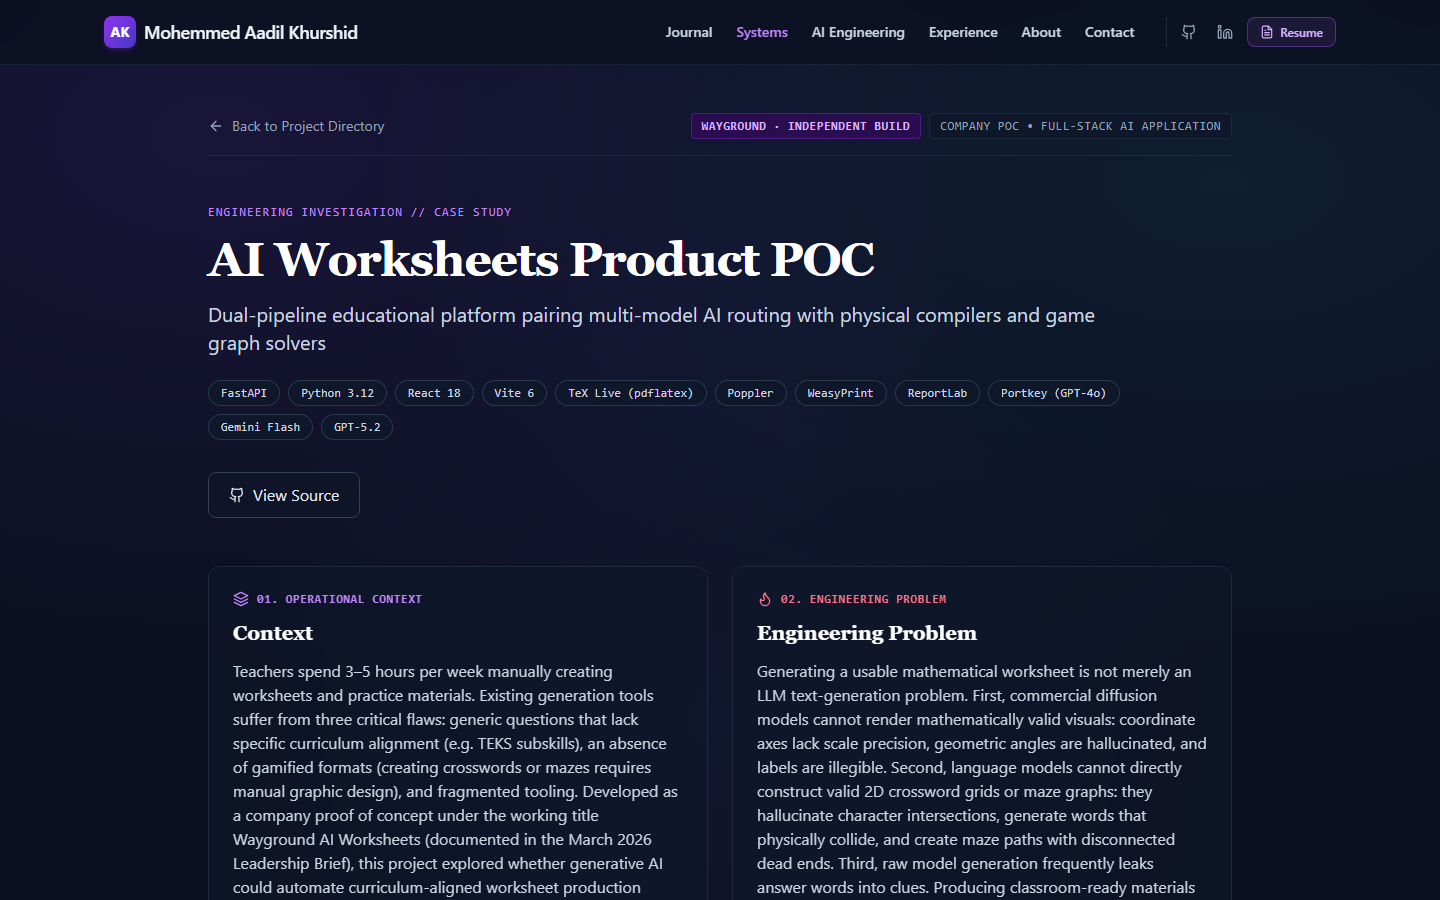 AK Mohemmed Aadil Khurshid
Journal Systems AI Engineering Experience About Contact Resume
Back to Project Directory
WAYGROUND · INDEPENDENT BUILD
COMPANY POC • FULL-STACK AI APPLICATION
ENGINEERING INVESTIGATION // CASE STUDY
AI Worksheets Product POC
Dual-pipeline educational platform pairing multi-model AI routing with physical compilers and game
graph solvers
FastAPI Python 3.12 React 18 Vite 6 TeX Live (pdflatex) Poppler WeasyPrint ReportLab Portkey (GPT-4o)
Gemini Flash GPT-5.2
View Source
01. OPERATIONAL CONTEXT
Context
Teachers spend 3–5 hours per week manually creating
worksheets and practice materials. Existing generation tools
suffer from three critical flaws: generic questions that lack
specific curriculum alignment (e.g. TEKS subskills), an absence
of gamified formats (creating crosswords or mazes requires
manual graphic design), and fragmented tooling. Developed as
a company proof of concept under the working title
Wayground AI Worksheets (documented in the March 2026
Leadership Brief), this project explored whether generative AI
could automate curriculum-aligned worksheet production
02. ENGINEERING PROBLEM
Engineering Problem
Generating a usable mathematical worksheet is not merely an
LLM text-generation problem. First, commercial diffusion
models cannot render mathematically valid visuals: coordinate
axes lack scale precision, geometric angles are hallucinated, and
labels are illegible. Second, language models cannot directly
construct valid 2D crossword grids or maze graphs: they
hallucinate character intersections, generate words that
physically collide, and create maze paths with disconnected
dead ends. Third, raw model generation frequently leaks
answer words into clues. Producing classroom-ready materials